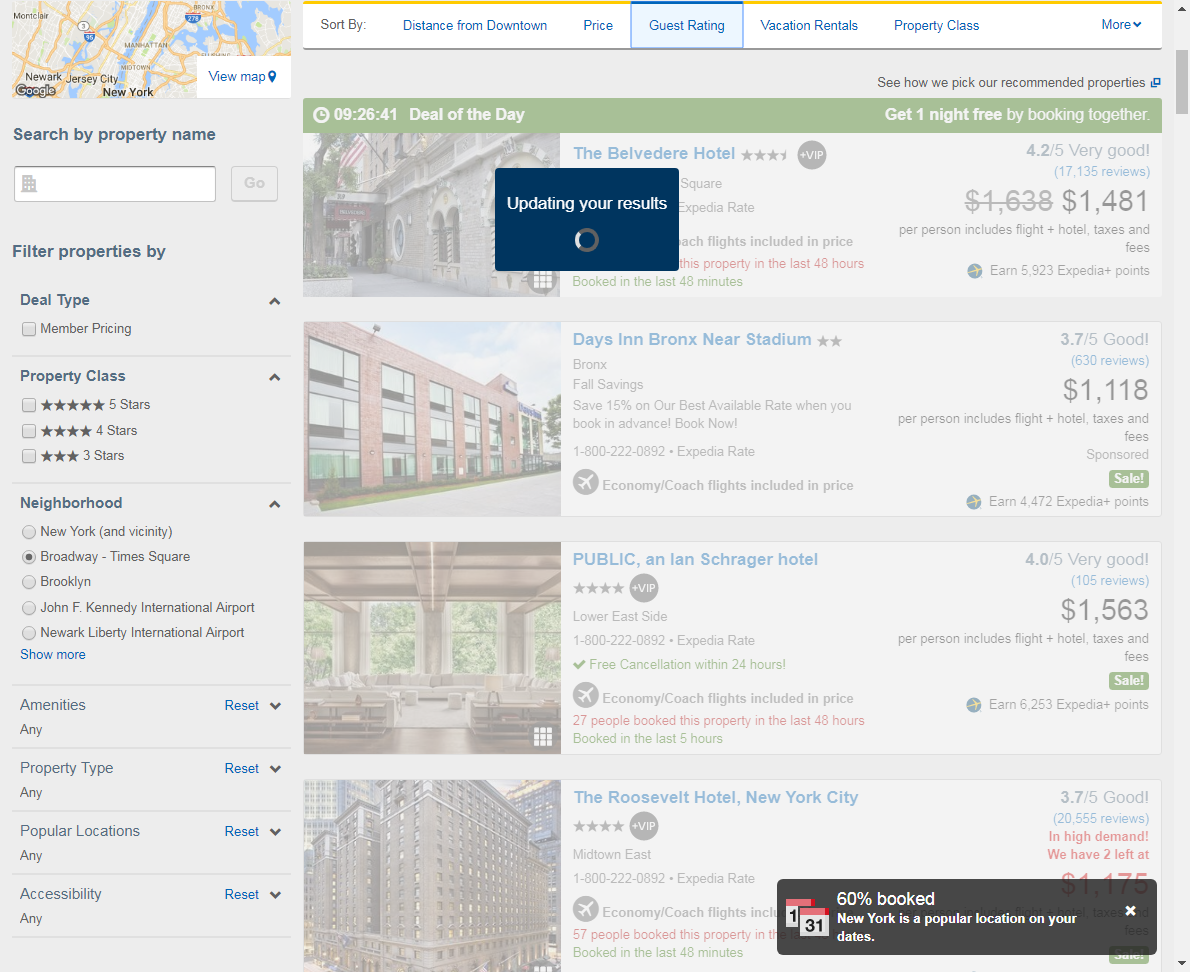 Montclair
BRONX
3
278
95
MANHATTAN
MIDTOWN
Newark
Jersey City
New York
Google
View map
Search by property name
Go
Filter properties by
Deal Type
Member Pricing
Property Class
5 Stars
4 Stars
3 Stars
Neighborhood
New York (and vicinity)
Broadway - Times Square
Brooklyn
John F. Kennedy International Airport
Newark Liberty International Airport
Show more
Amenities Reset
Any
Property Type Reset
Any
Popular Locations Reset
Any
Accessibility Reset
Any
Sort By: Distance from Downtown Price Guest Rating Vacation Rentals Property Class More
See how we pick our recommended properties
09:26:41 Deal of the Day Get 1 night free by booking together.
The Belvedere Hotel +VIP
Square
Expedia Rate
ach flights included in price
this property in the last 48 hours
Booked in the last 48 minutes
4.2/5 Very good!
(17,135 reviews)
$1,638 $1,481
per person includes flight + hotel, taxes and
fees
Earn 5,923 Expedia+ points
Updating your results
Days Inn Bronx Near Stadium
Bronx
Fall Savings
Save 15% on Our Best Available Rate when you
book in advance! Book Now!
1-800-222-0892 • Expedia Rate
Economy/Coach flights included in price
3.7/5 Good!
(630 reviews)
$1,118
per person includes flight + hotel, taxes and
fees
Sponsored
Sale!
Earn 4,472 Expedia+ points
Days Inn
PUBLIC, an Ian Schrager hotel
+VIP
Lower East Side
1-800-222-0892 • Expedia Rate
Free Cancellation within 24 hours!
Economy/Coach flights included in price
27 people booked this property in the last 48 hours
Booked in the last 5 hours
4.0/5 Very good!
(105 reviews)
$1,563
per person includes flight + hotel, taxes and
fees
Sale!
Earn 6,253 Expedia+ points
The Roosevelt Hotel, New York City
+VIP
Midtown East
1-800-222-0892 • Expedia Rate
Economy/Coach flights inclu
57 people booked this property in the
Booked in the last 48 minutes
3.7/5 Good!
(20,555 reviews)
In high demand!
We have 2 left at
$1,175
fees
Sale!
1
31
60% booked
New York is a popular location on your
dates.